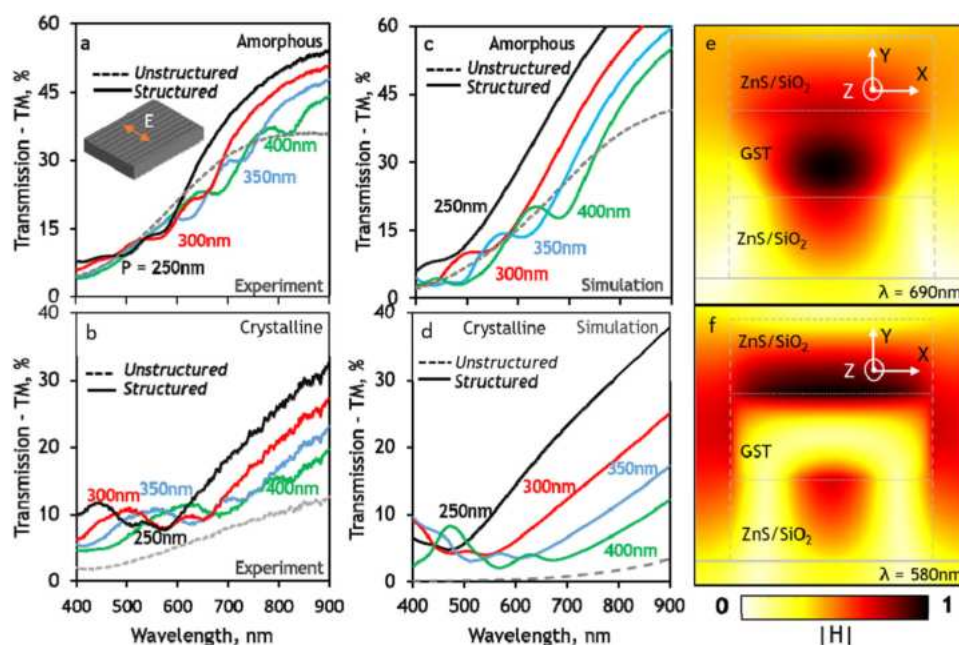 a
Amorphous
Unstructured
Structured
E
400nm
350nm
300nm
P = 250nm
Experiment
Transmission - TM, %
60
45
30
15
0
c
Amorphous
Unstructured
Structured
250nm
400nm
350nm
300nm
Simulation
Transmission - TM, %
60
45
30
15
0
e
Y
X
Z
ZnS/SiO2
GST
ZnS/SiO2
λ = 690nm
b
Crystalline
Unstructured
Structured
300nm
350nm
400nm
250nm
Experiment
Transmission - TM, %
40
30
20
10
0
400 500 600 700 800 900
Wavelength, nm
d
Crystalline
Simulation
Unstructured
Structured
250nm
300nm
350nm
400nm
Transmission - TM, %
40
30
20
10
0
400 500 600 700 800 900
Wavelength, nm
f
Y
X
Z
ZnS/SiO2
GST
ZnS/SiO2
λ = 580nm
0
1
|H|